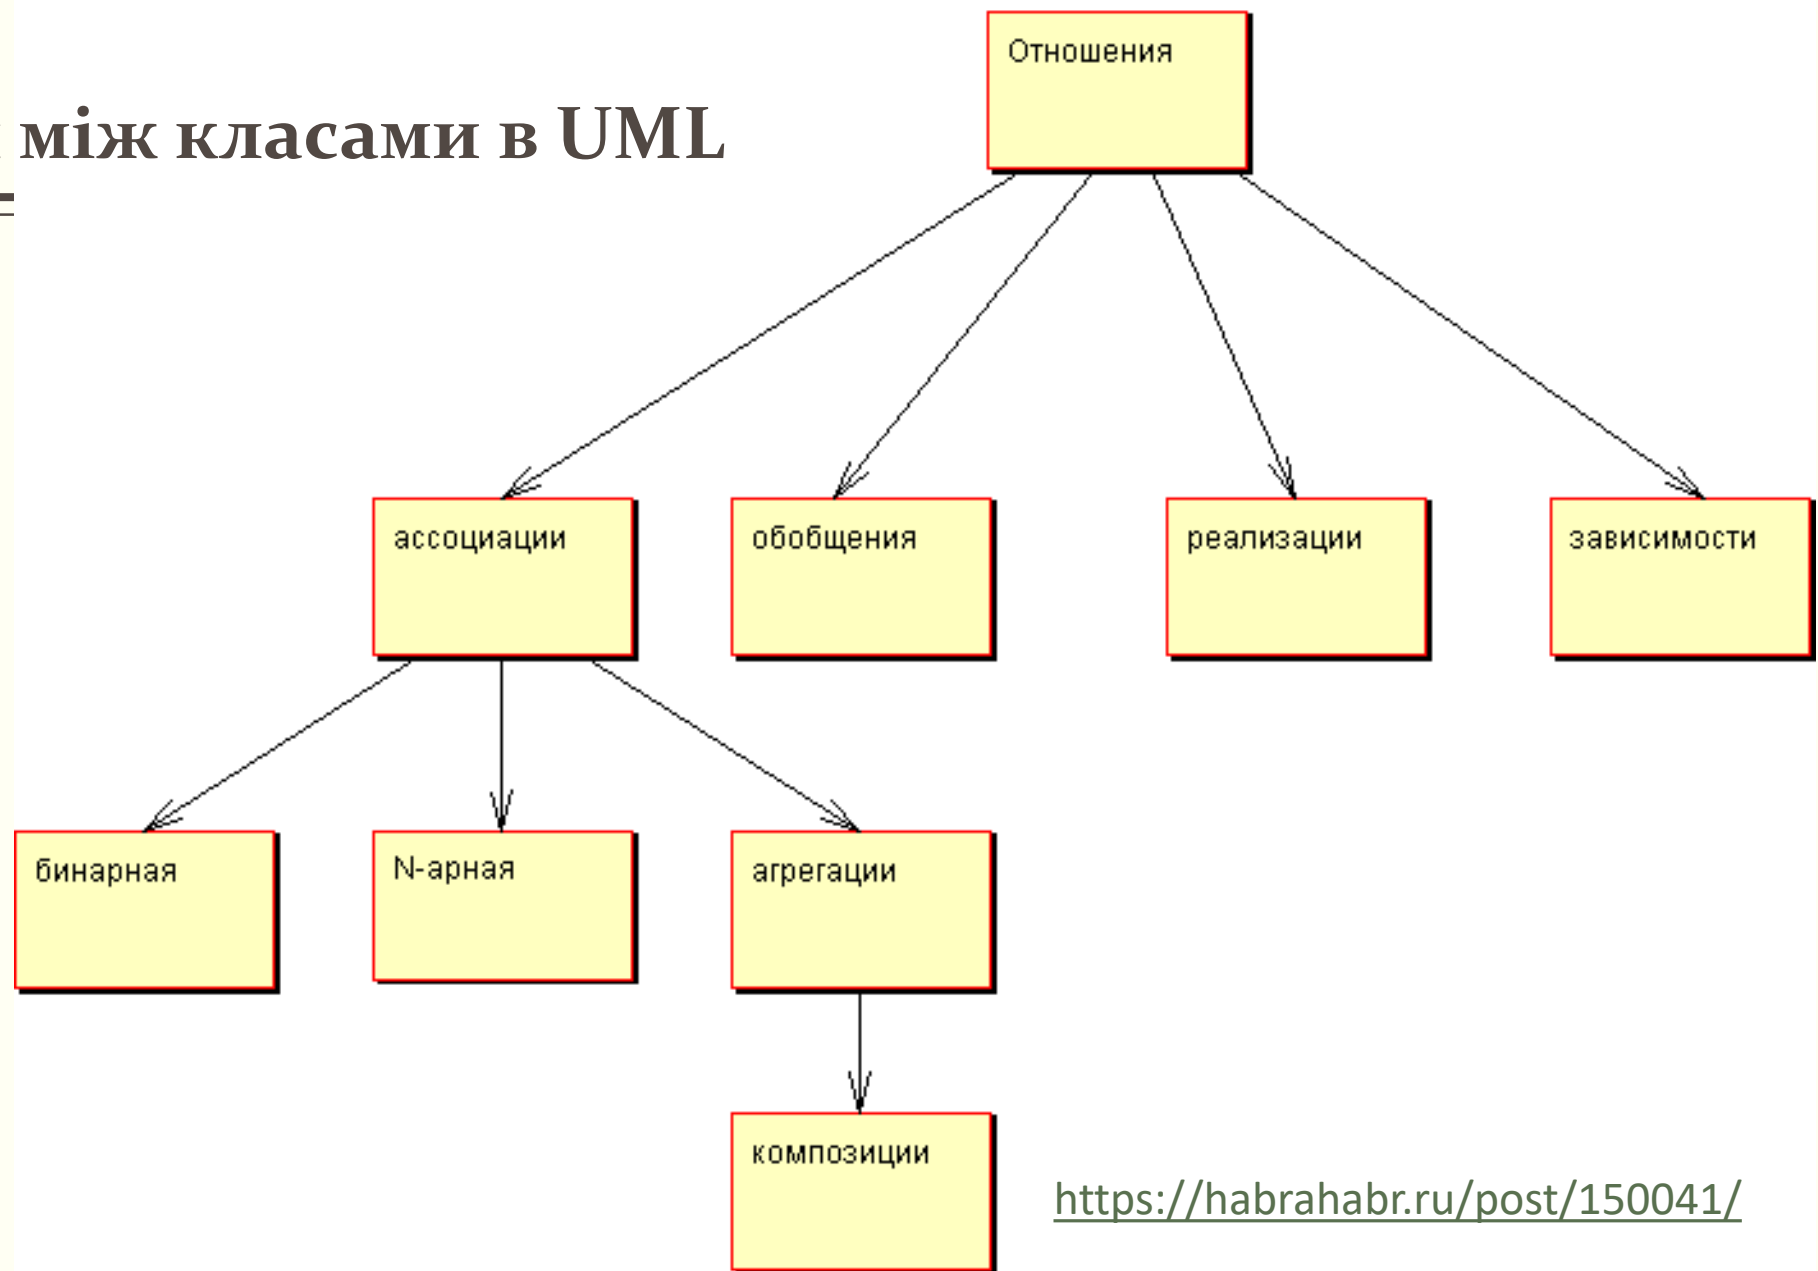 Отношения
між класами в UML
ассоциации
обобщения
реализации
зависимости
бинарная
N-арная
агрегации
композиции
https://habrahabr.ru/post/150041/